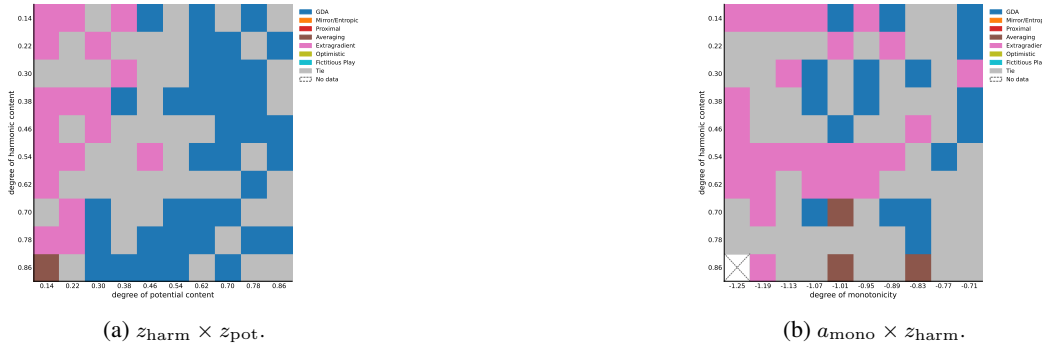 degree of harmonic content
0.14
0.22
0.30
0.38
0.46
0.54
0.62
0.70
0.78
0.86
0.14 0.22 0.30 0.38 0.46 0.54 0.62 0.70 0.78 0.86
degree of potential content
GDA
Mirror/Entropic
Proximal
Averaging
Extragradient
Optimistic
Fictitious Play
Tie
No data
(a) z_harm × z_pot.
degree of harmonic content
0.14
0.22
0.30
0.38
0.46
0.54
0.62
0.70
0.78
0.86
-1.25 -1.19 -1.13 -1.07 -1.01 -0.95 -0.89 -0.83 -0.77 -0.71
degree of monotonicity
GDA
Mirror/Entropic
Proximal
Averaging
Extragradient
Optimistic
Fictitious Play
Tie
No data
(b) a_mono × z_harm.